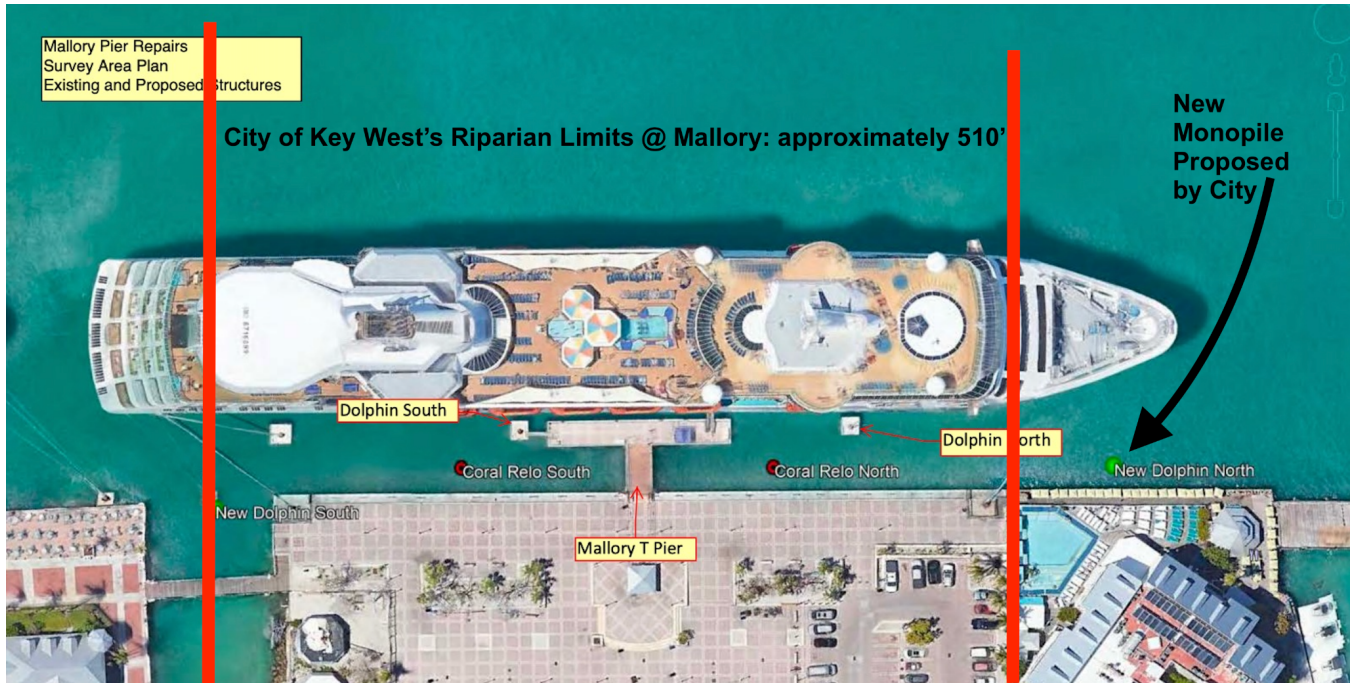 Mallory Pier Repairs
Survey Area Plan
Existing and Proposed Structures
City of Key West’s Riparian Limits @ Mallory: approximately 510’
New
Monopile
Proposed
by City
Dolphin South
Dolphin North
Coral Relo South
Coral Relo North
New Dolphin North
New Dolphin South
Mallory T Pier